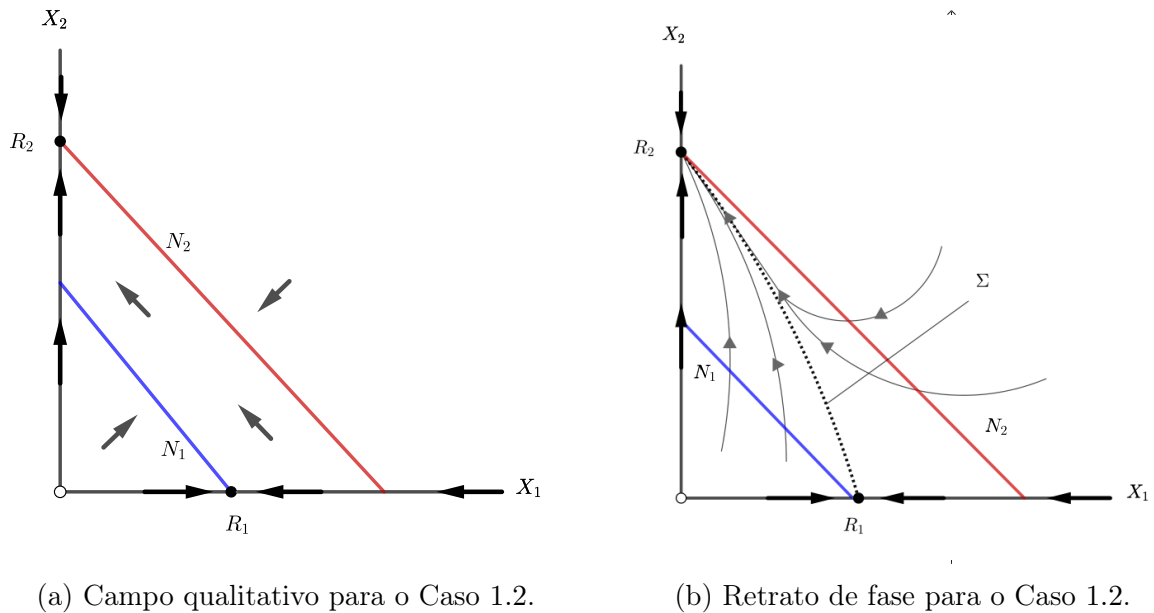 X₂
R₂
N₂
N₁
X₁
R₁
(a) Campo qualitativo para o Caso 1.2.
X₂
R₂
Σ
N₁
N₂
X₁
R₁
(b) Retrato de fase para o Caso 1.2.